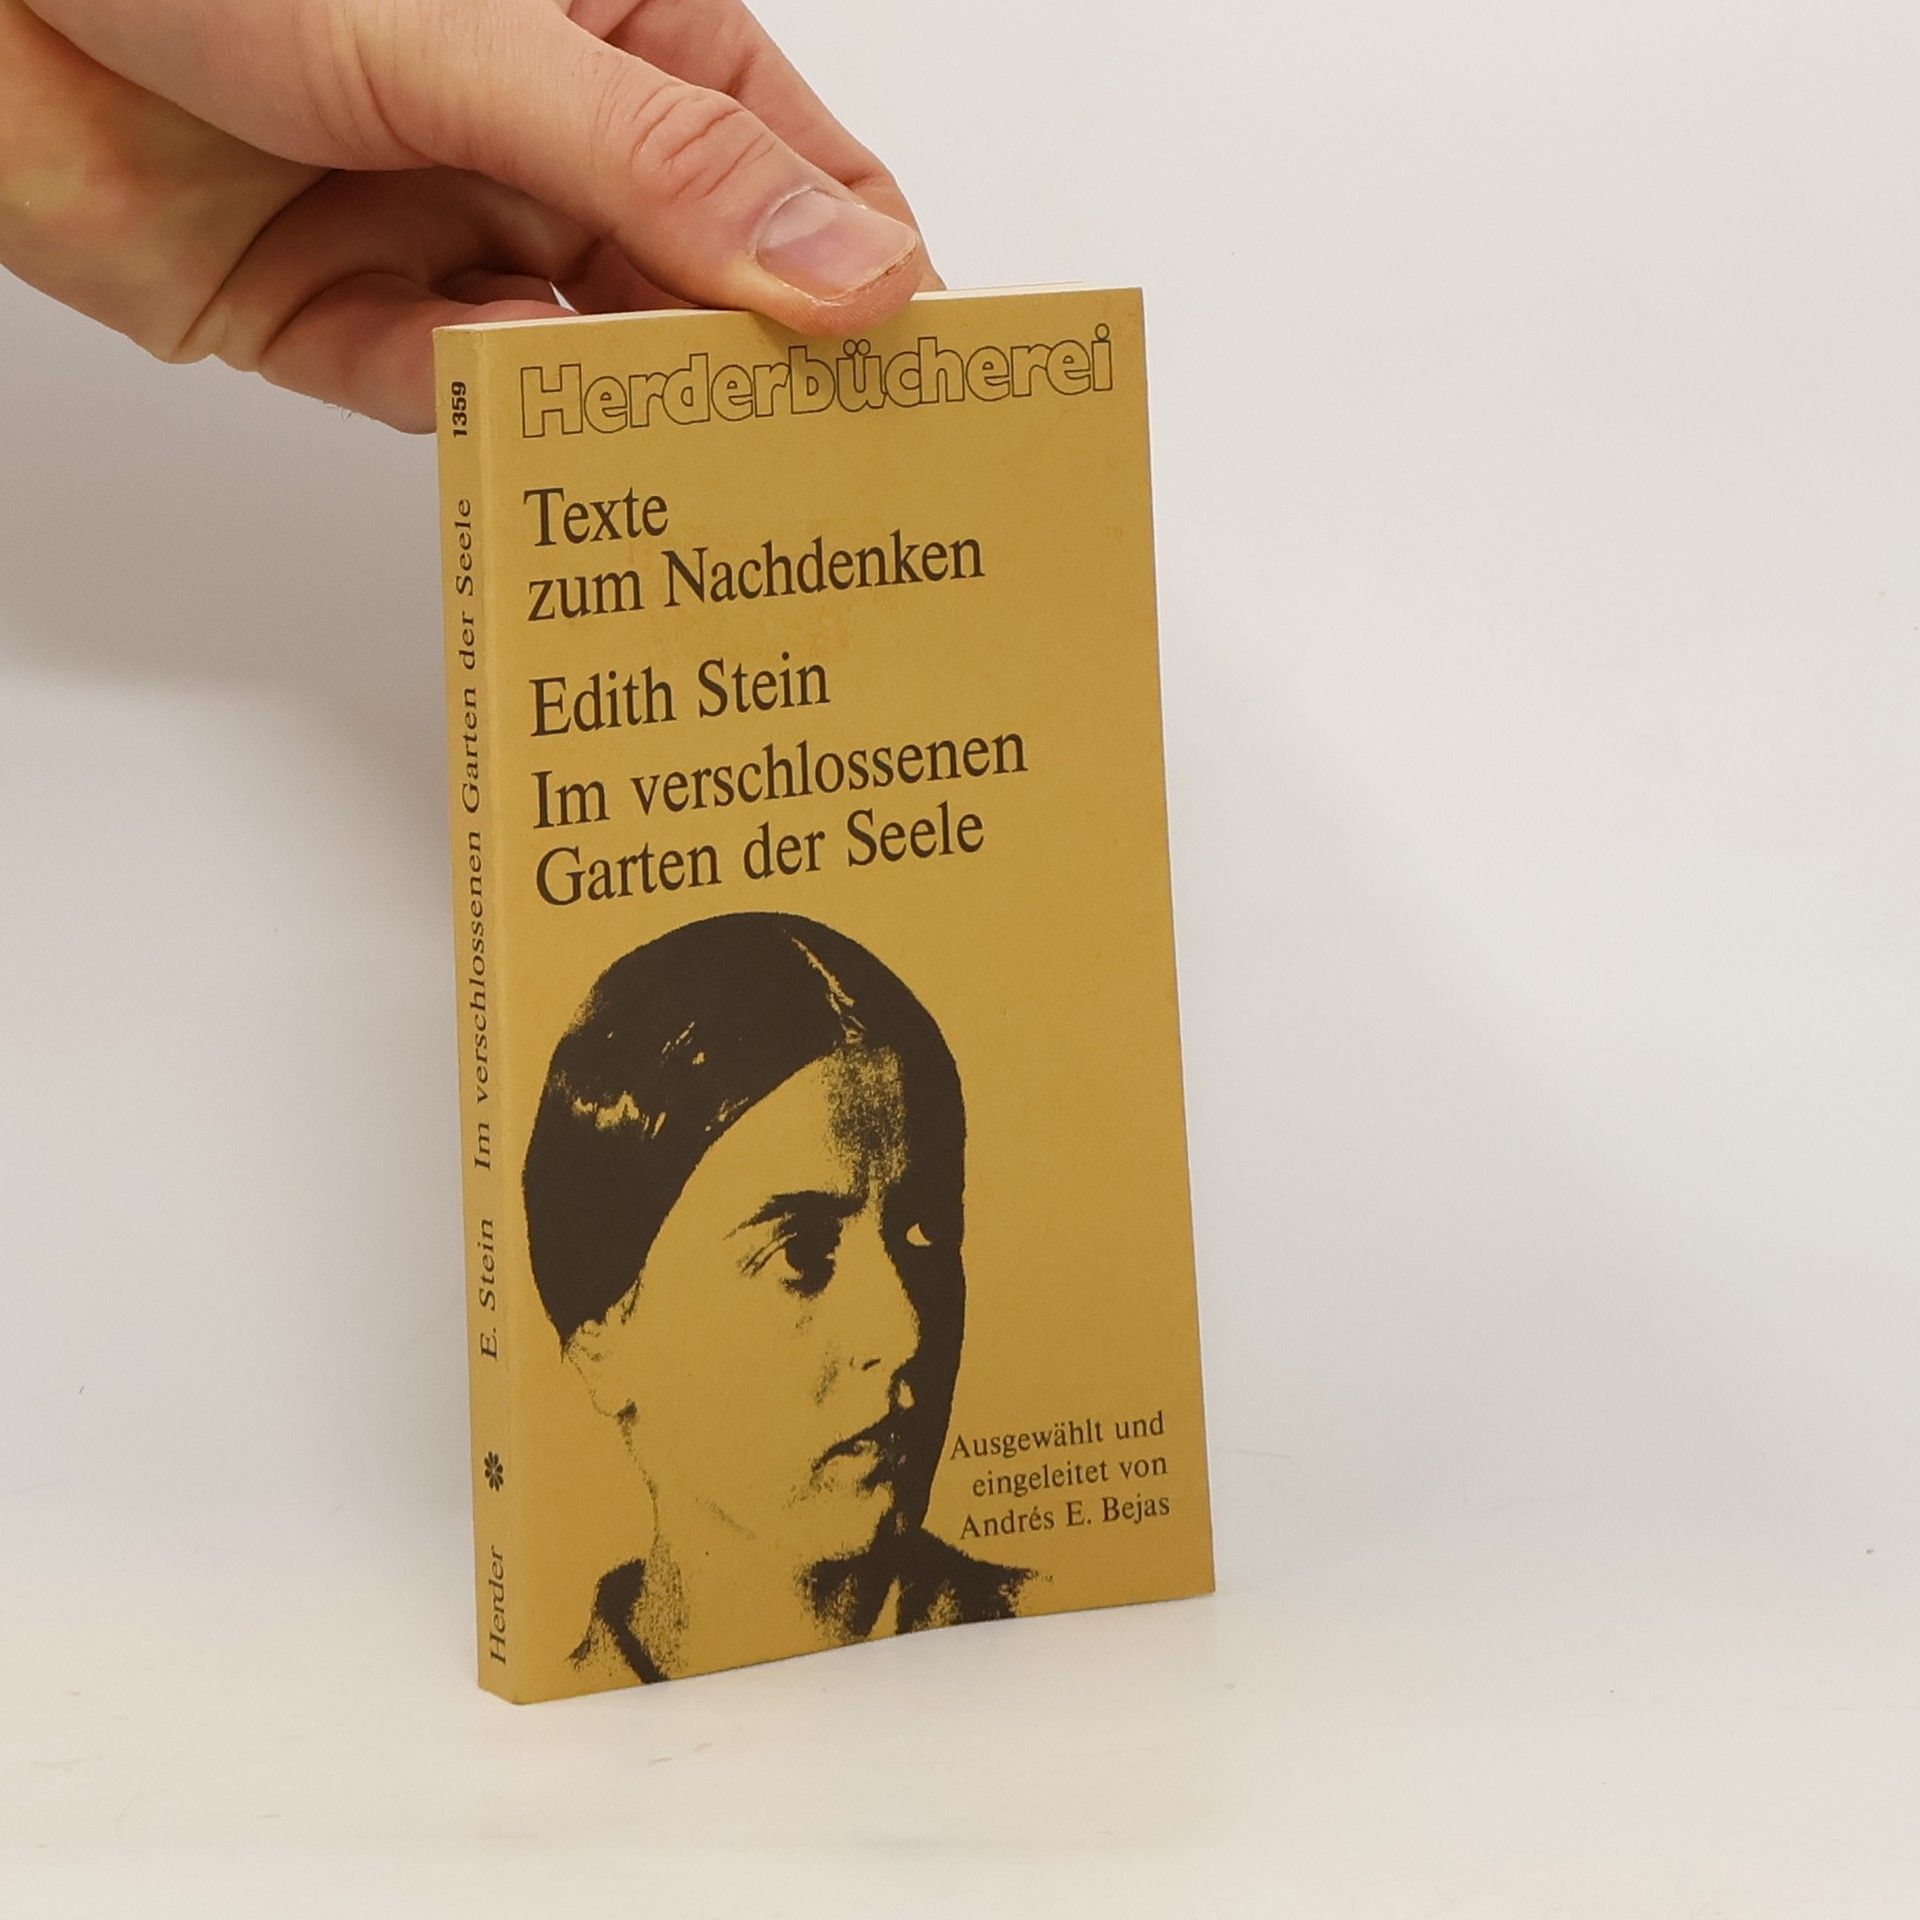 Herderbücherei
Texte
zum Nachdenken
Edith Stein
Im verschlossenen
Garten der Seele
Ausgewählt und
eingeleitet von
Andrés E. Bejas
Herder E. Stein Im verschlossenen Garten der Seele 1359